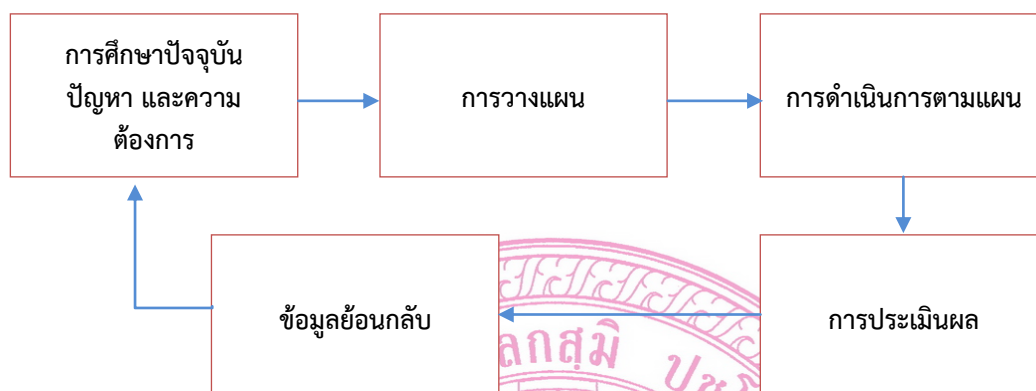 การศึกษาปัจจุบัน
ปัญหา และความ
ต้องการ
การวางแผน
การดำเนินการตามแผน
ข้อมูลย้อนกลับ
การประเมินผล